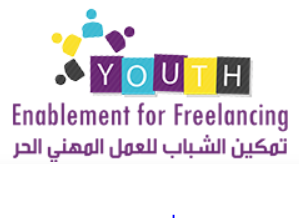 YOUTH
Enablement for Freelancing
تمكين الشباب للعمل المهني الحر